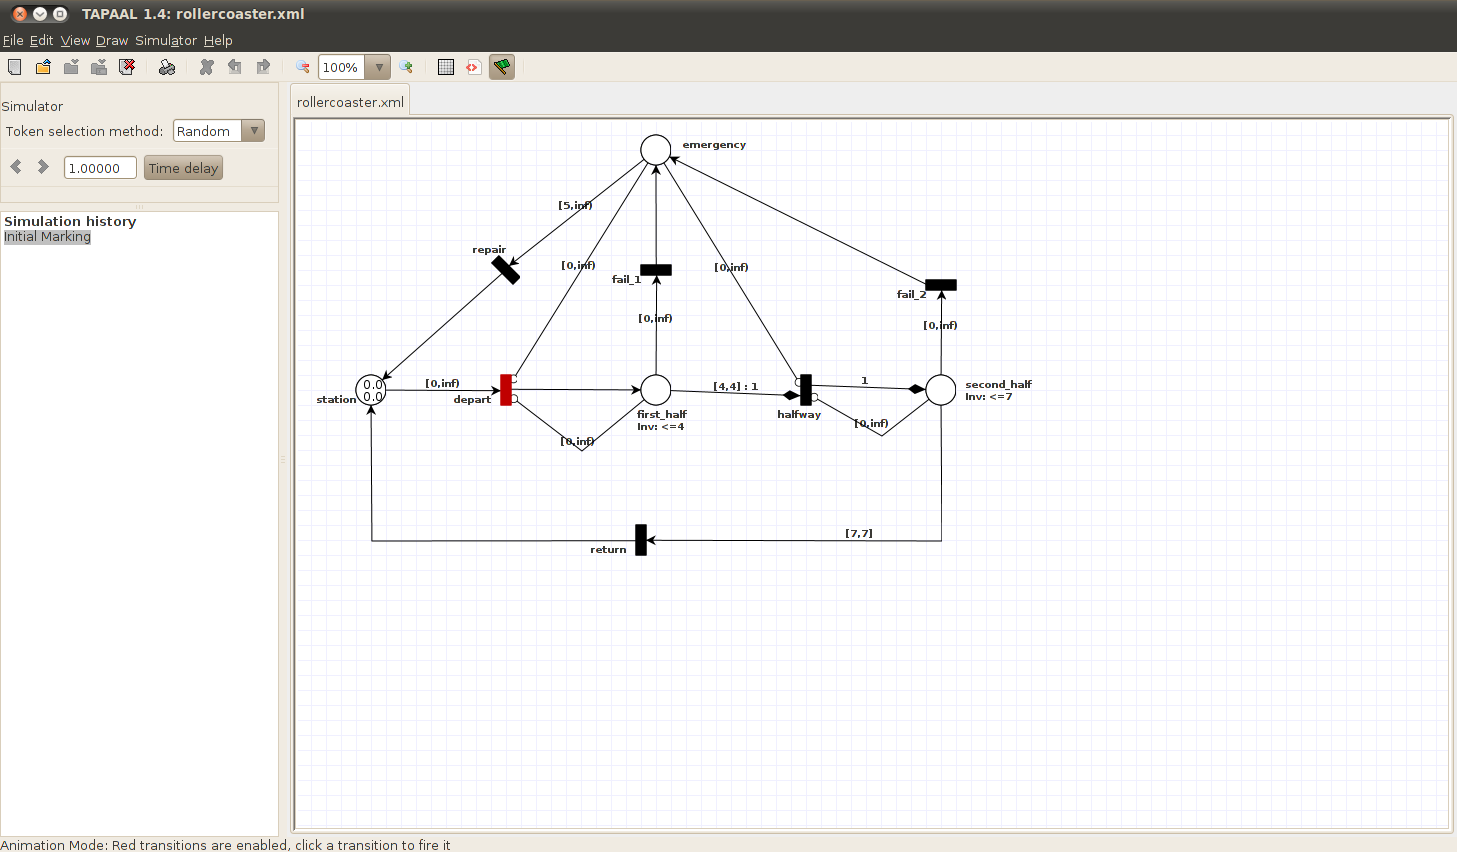 TAPAAL 1.4: rollercoaster.xml
File Edit View Draw Simulator Help
100%
Simulator
Token selection method: Random
1.00000 Time delay
Simulation history
Initial Marking
rollercoaster.xml
emergency
[5,inf)
repair
[0,inf)
[0,inf)
fail_1
fail_2
[0,inf)
[0,inf)
0.0
0.0
station
[0,inf)
depart
[0,inf)
first_half
Inv: <=4
[4,4] : 1
halfway
1
[0,inf)
second_half
Inv: <=7
[7,7]
return
Animation Mode: Red transitions are enabled, click a transition to fire it